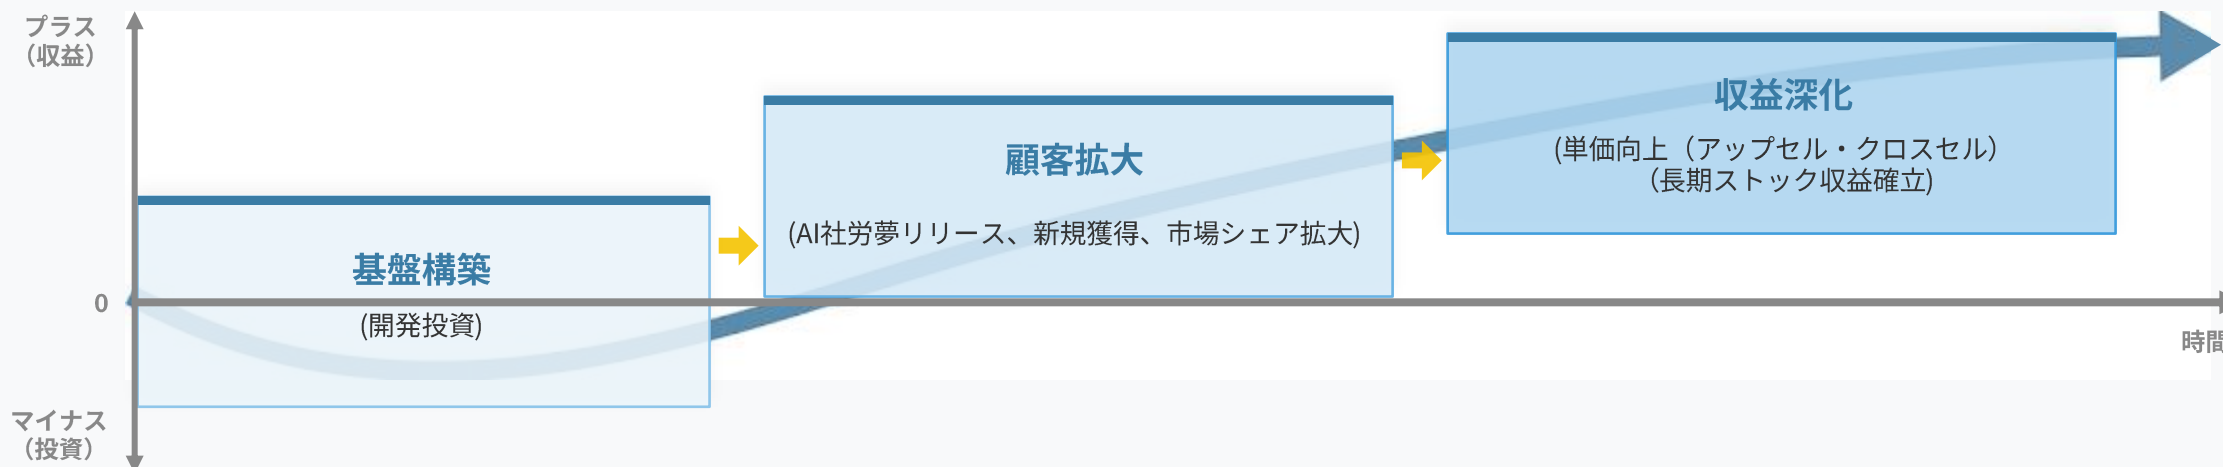 プラス
（収益）
収益深化
(単価向上（アップセル・クロスセル）
（長期ストック収益確立)
顧客拡大
(AI社労夢リリース、新規獲得、市場シェア拡大)
基盤構築
(開発投資)
0
時間
マイナス
（投資）